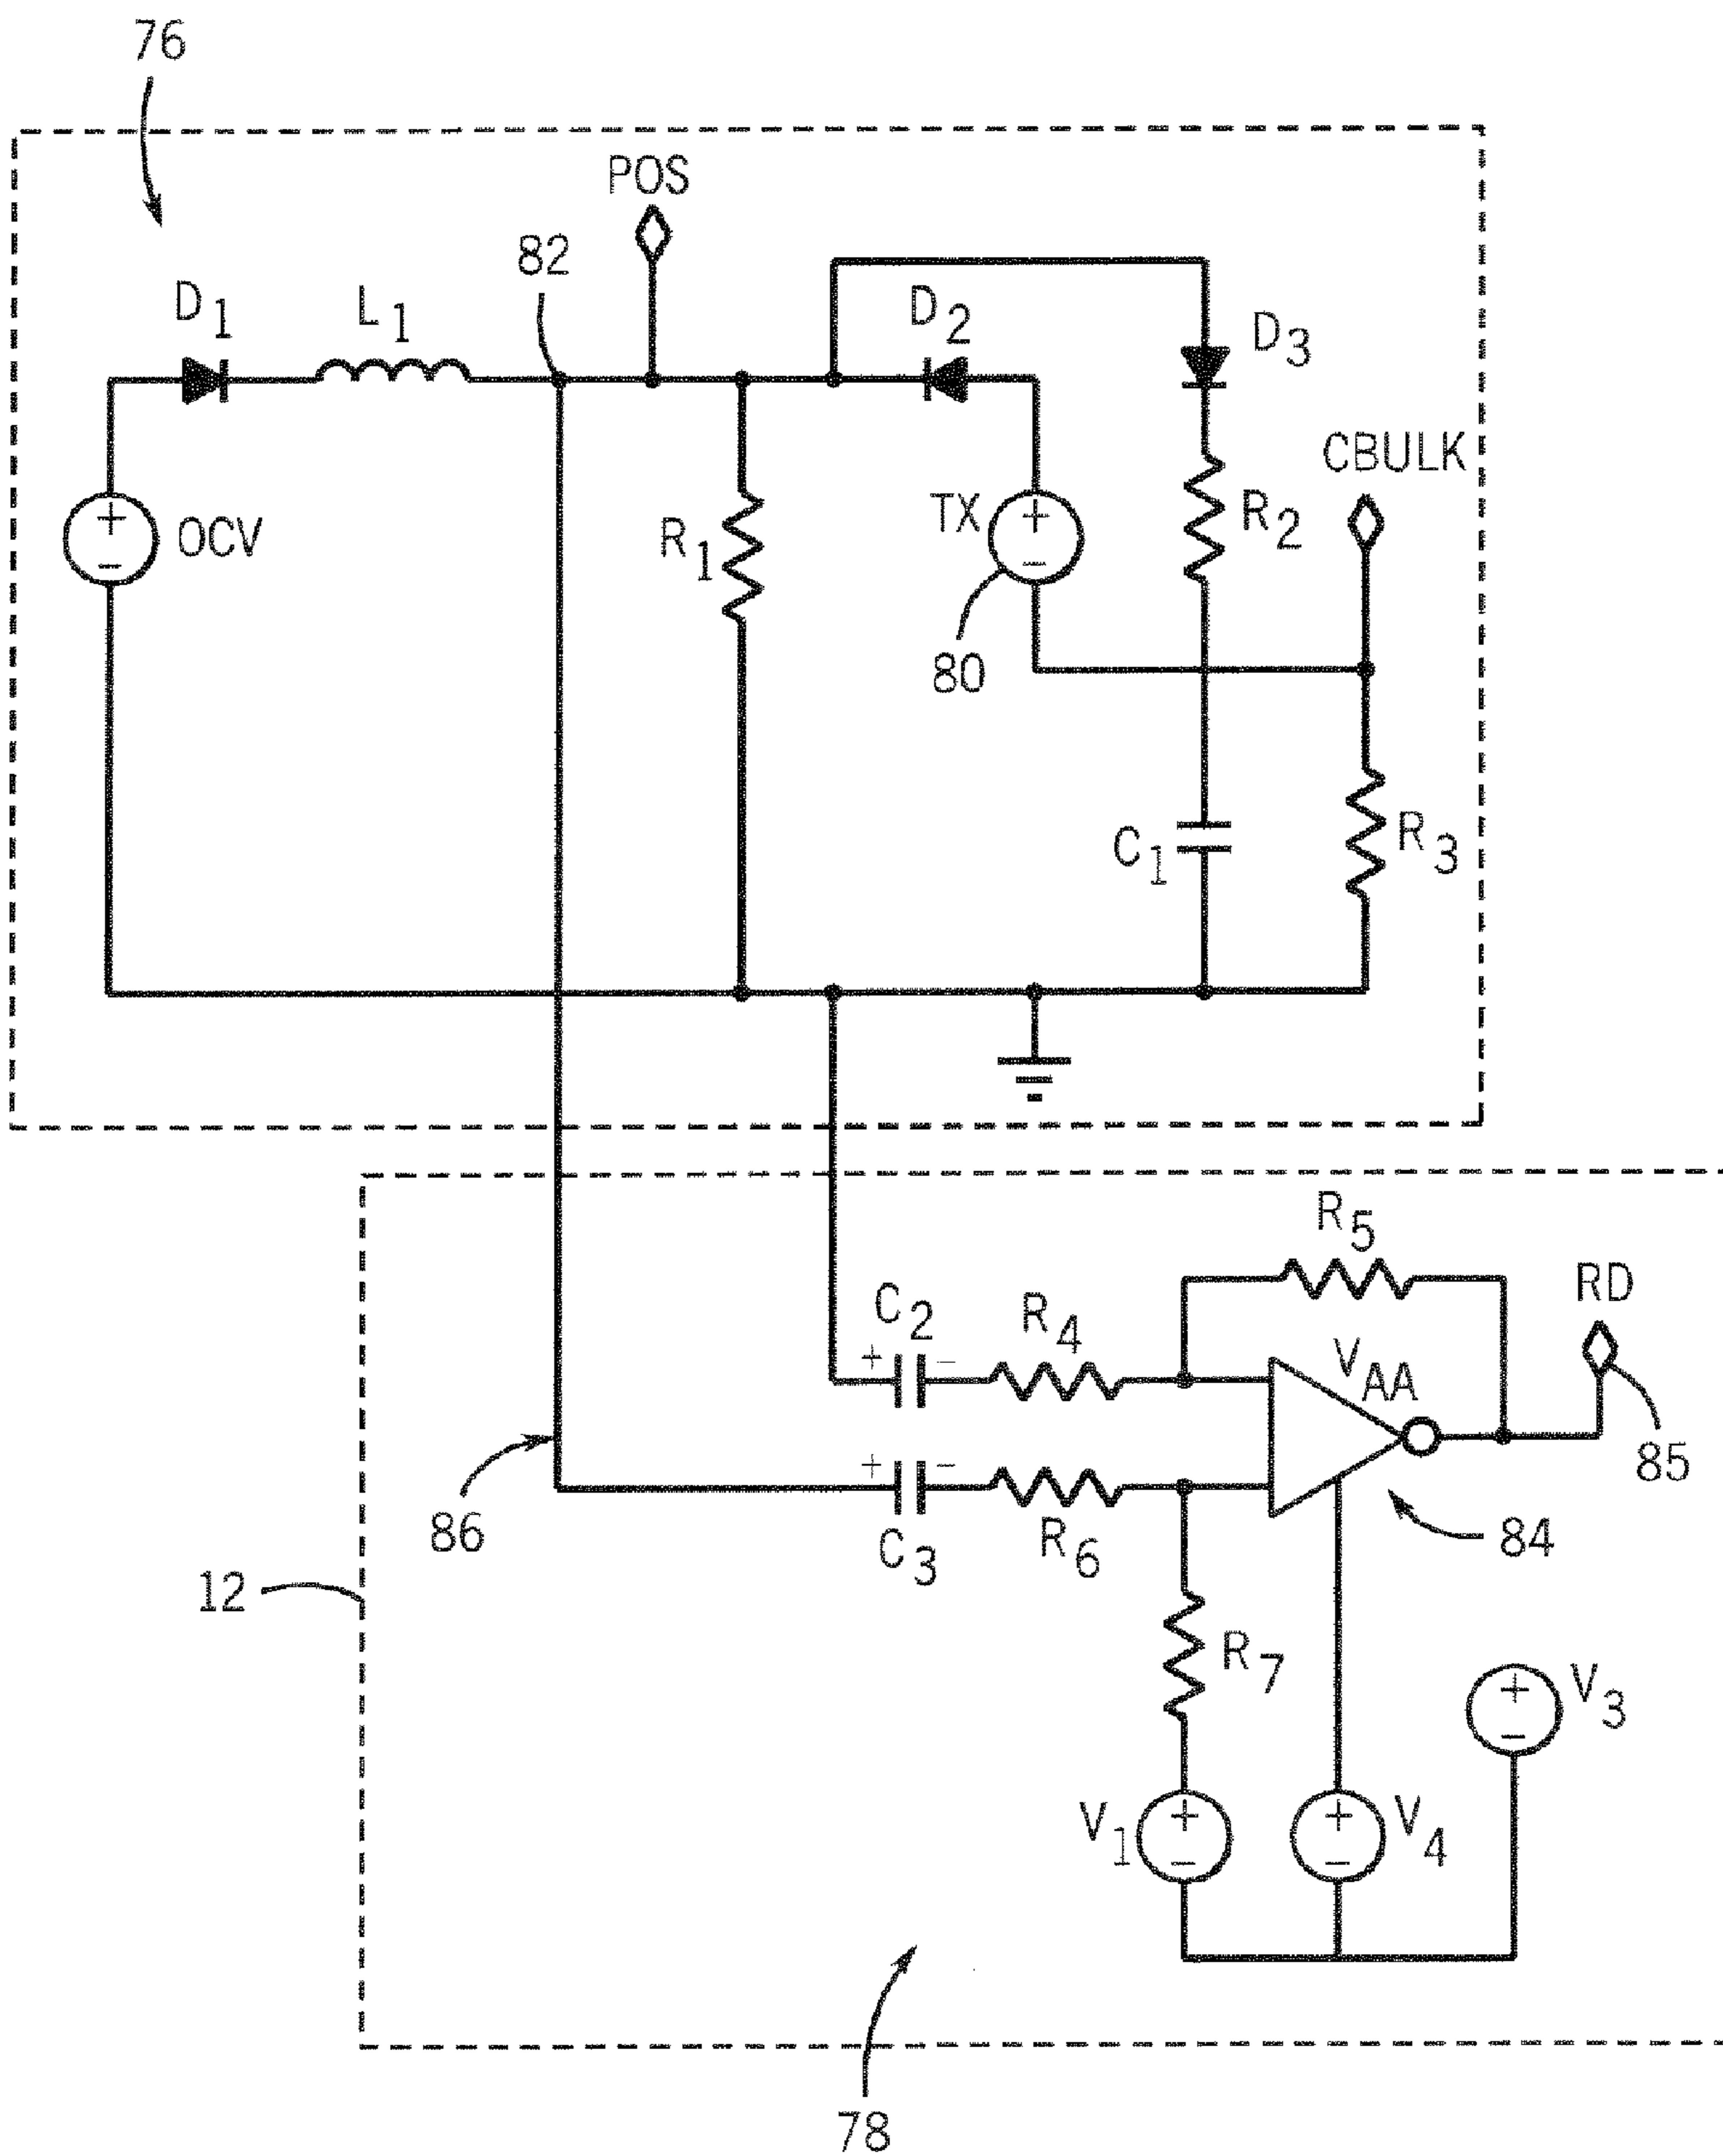 76
POS
82
D1
L1
D2
D3
CBULK
+
-
OCV
R1
TX
+
-
R2
80
C1
R3
R5
RD
C2
R4
VAA
+
-
85
+
-
86
C3
R6
84
12
R7
+
-
V3
V1
+
-
+
-
V4
78